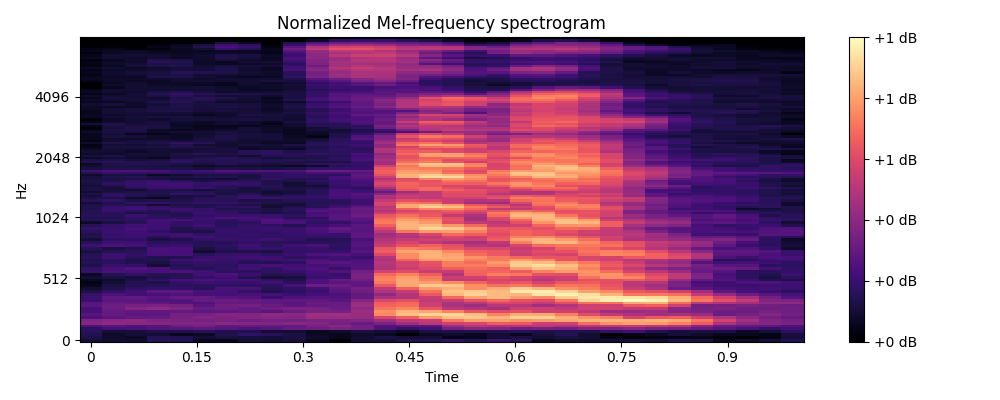 Normalized Mel-frequency spectrogram
Hz
4096
2048
1024
512
0
0 0.15 0.3 0.45 0.6 0.75 0.9
Time
+1 dB
+1 dB
+1 dB
+0 dB
+0 dB
+0 dB